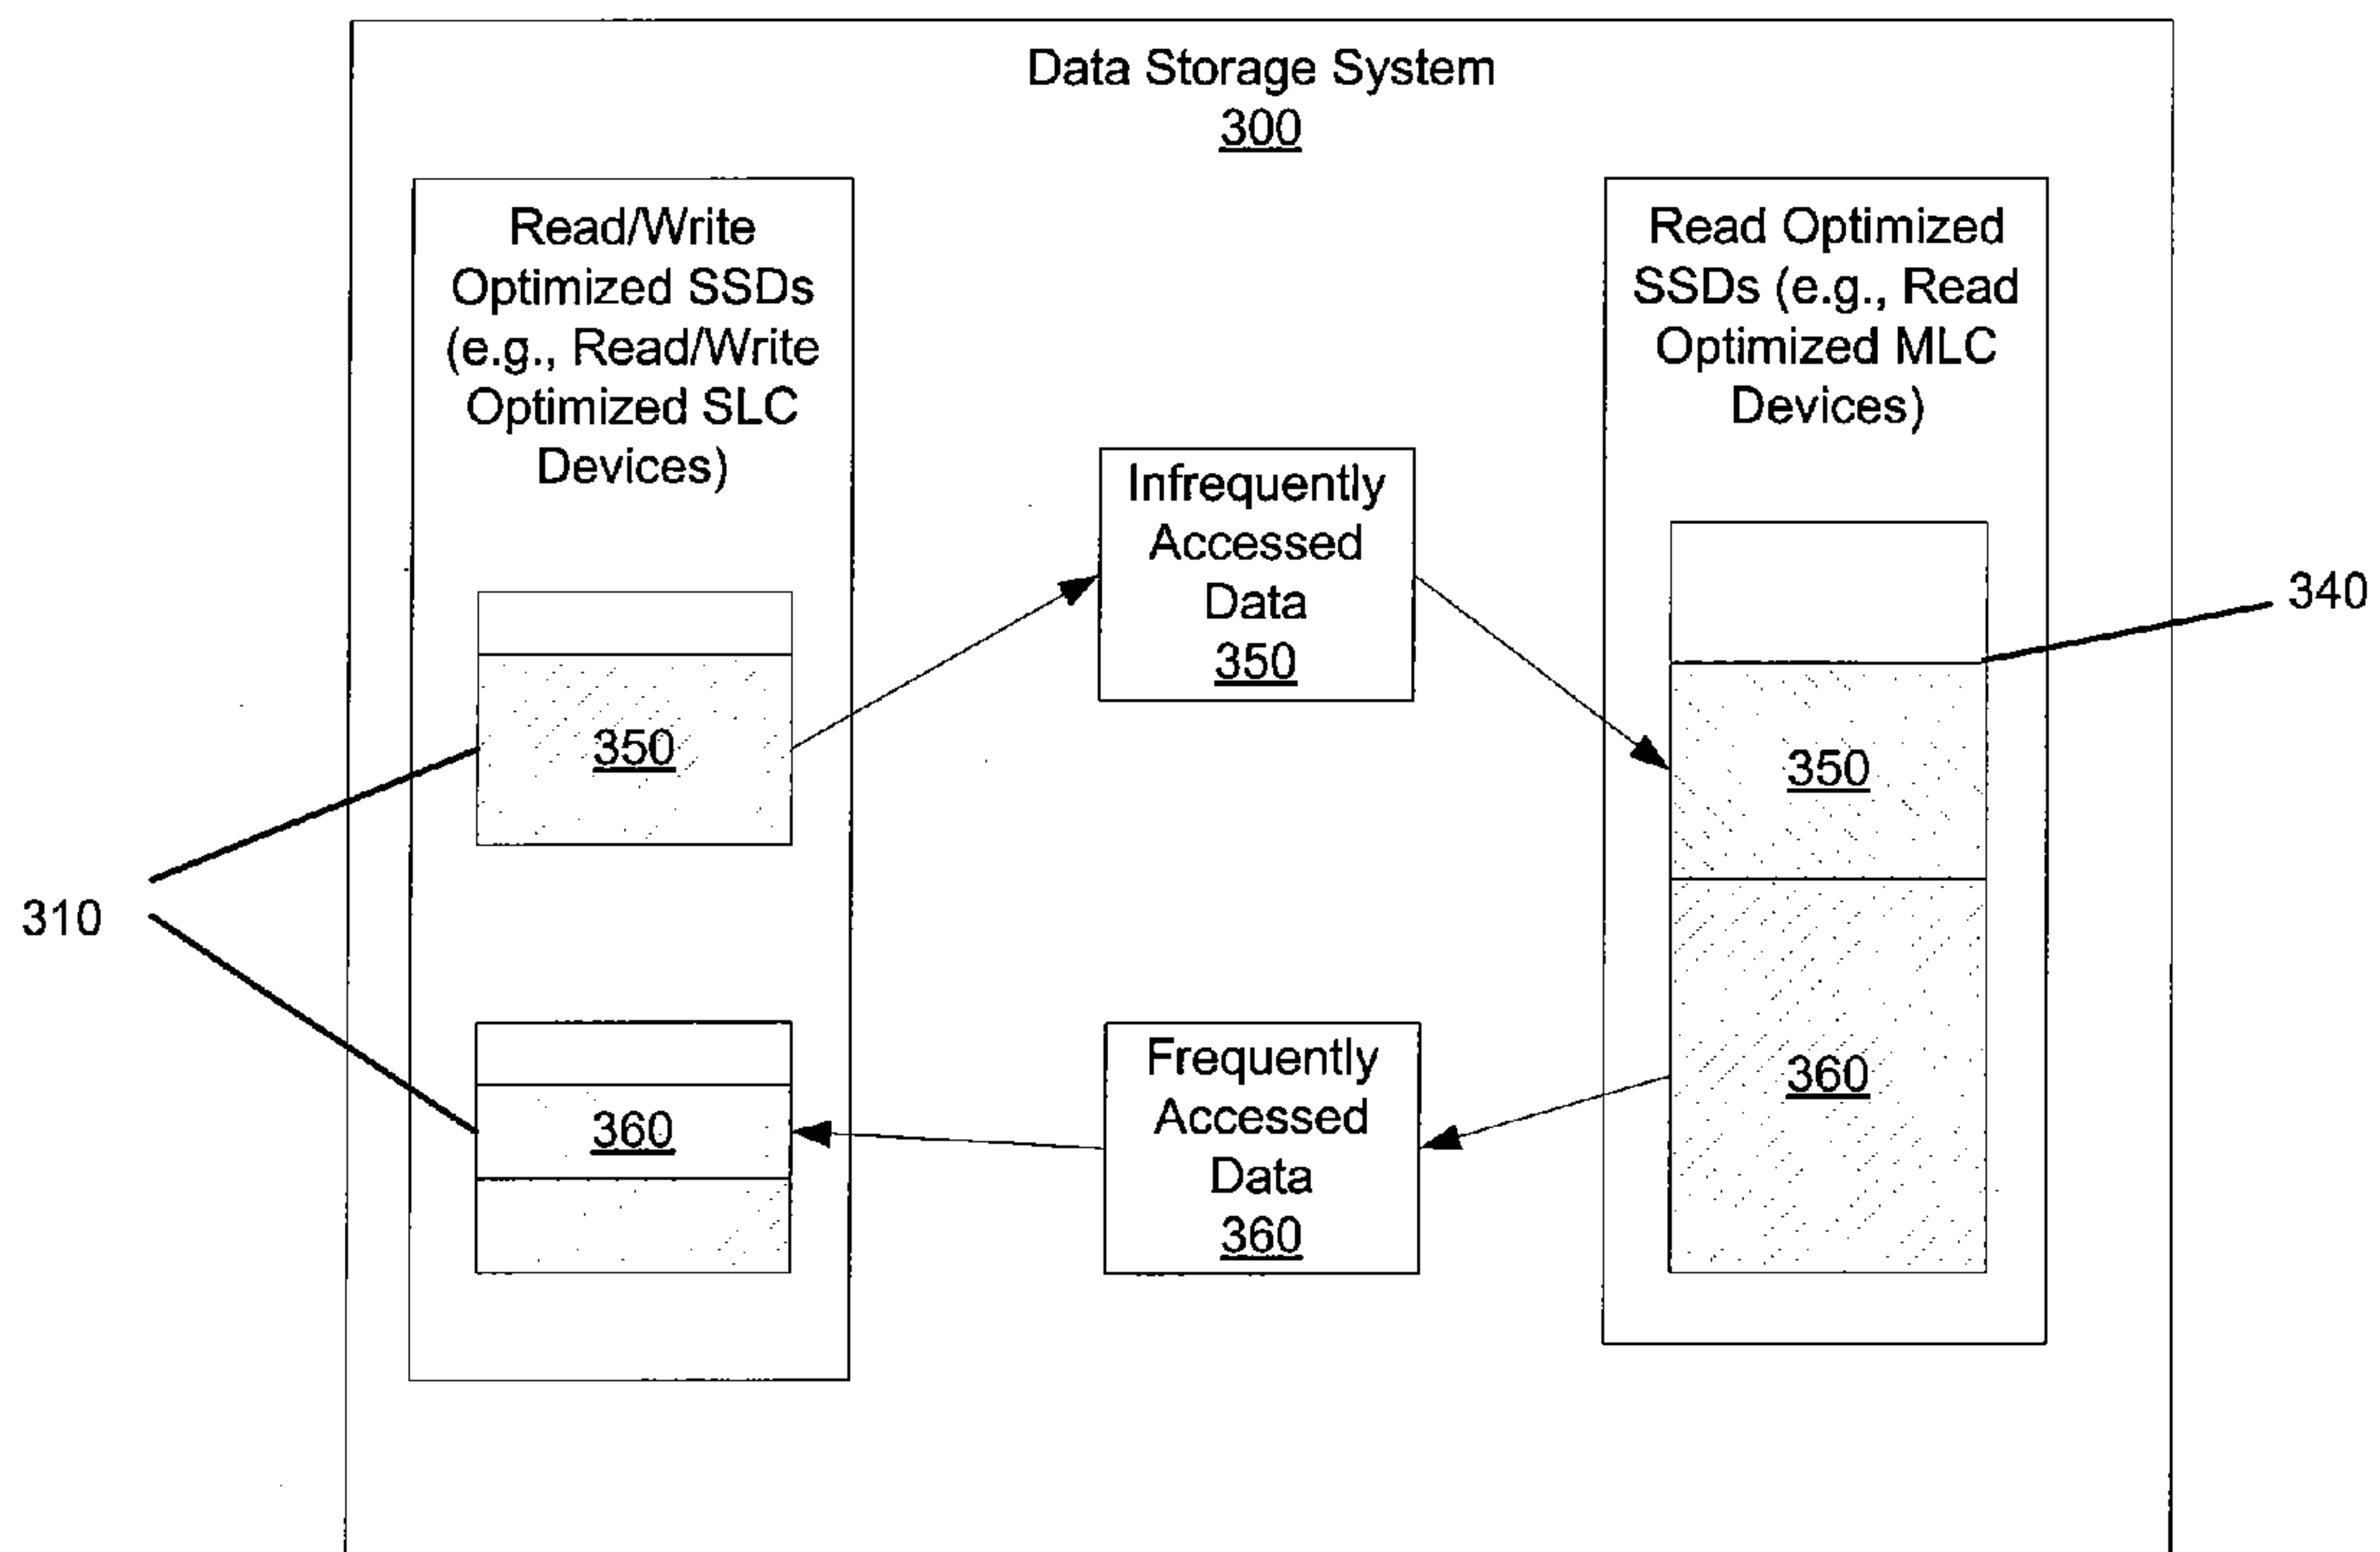 Data Storage System
300
Read/Write
Optimized SSDs
(e.g., Read/Write
Optimized SLC
Devices)
Read Optimized
SSDs (e.g., Read
Optimized MLC
Devices)
Infrequently
Accessed
Data
350
340
350
350
310
Frequently
Accessed
Data
360
360
360